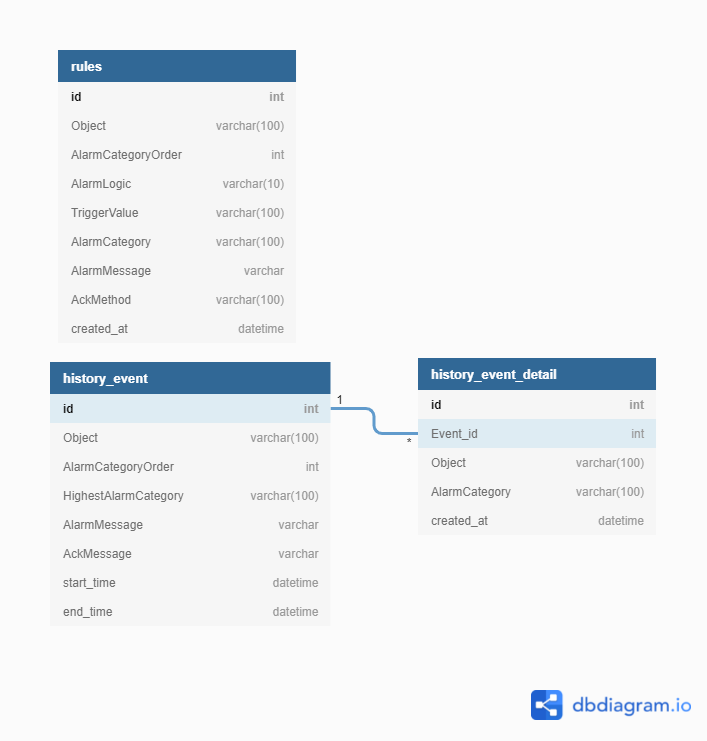 rules
id int
Object varchar(100)
AlarmCategoryOrder int
AlarmLogic varchar(10)
TriggerValue varchar(100)
AlarmCategory varchar(100)
AlarmMessage varchar
AckMethod varchar(100)
created_at datetime
history_event
id int
Object varchar(100)
AlarmCategoryOrder int
HighestAlarmCategory varchar(100)
AlarmMessage varchar
AckMessage varchar
start_time datetime
end_time datetime
1
*
history_event_detail
id int
Event_id int
Object varchar(100)
AlarmCategory varchar(100)
created_at datetime
dbdiagram.io